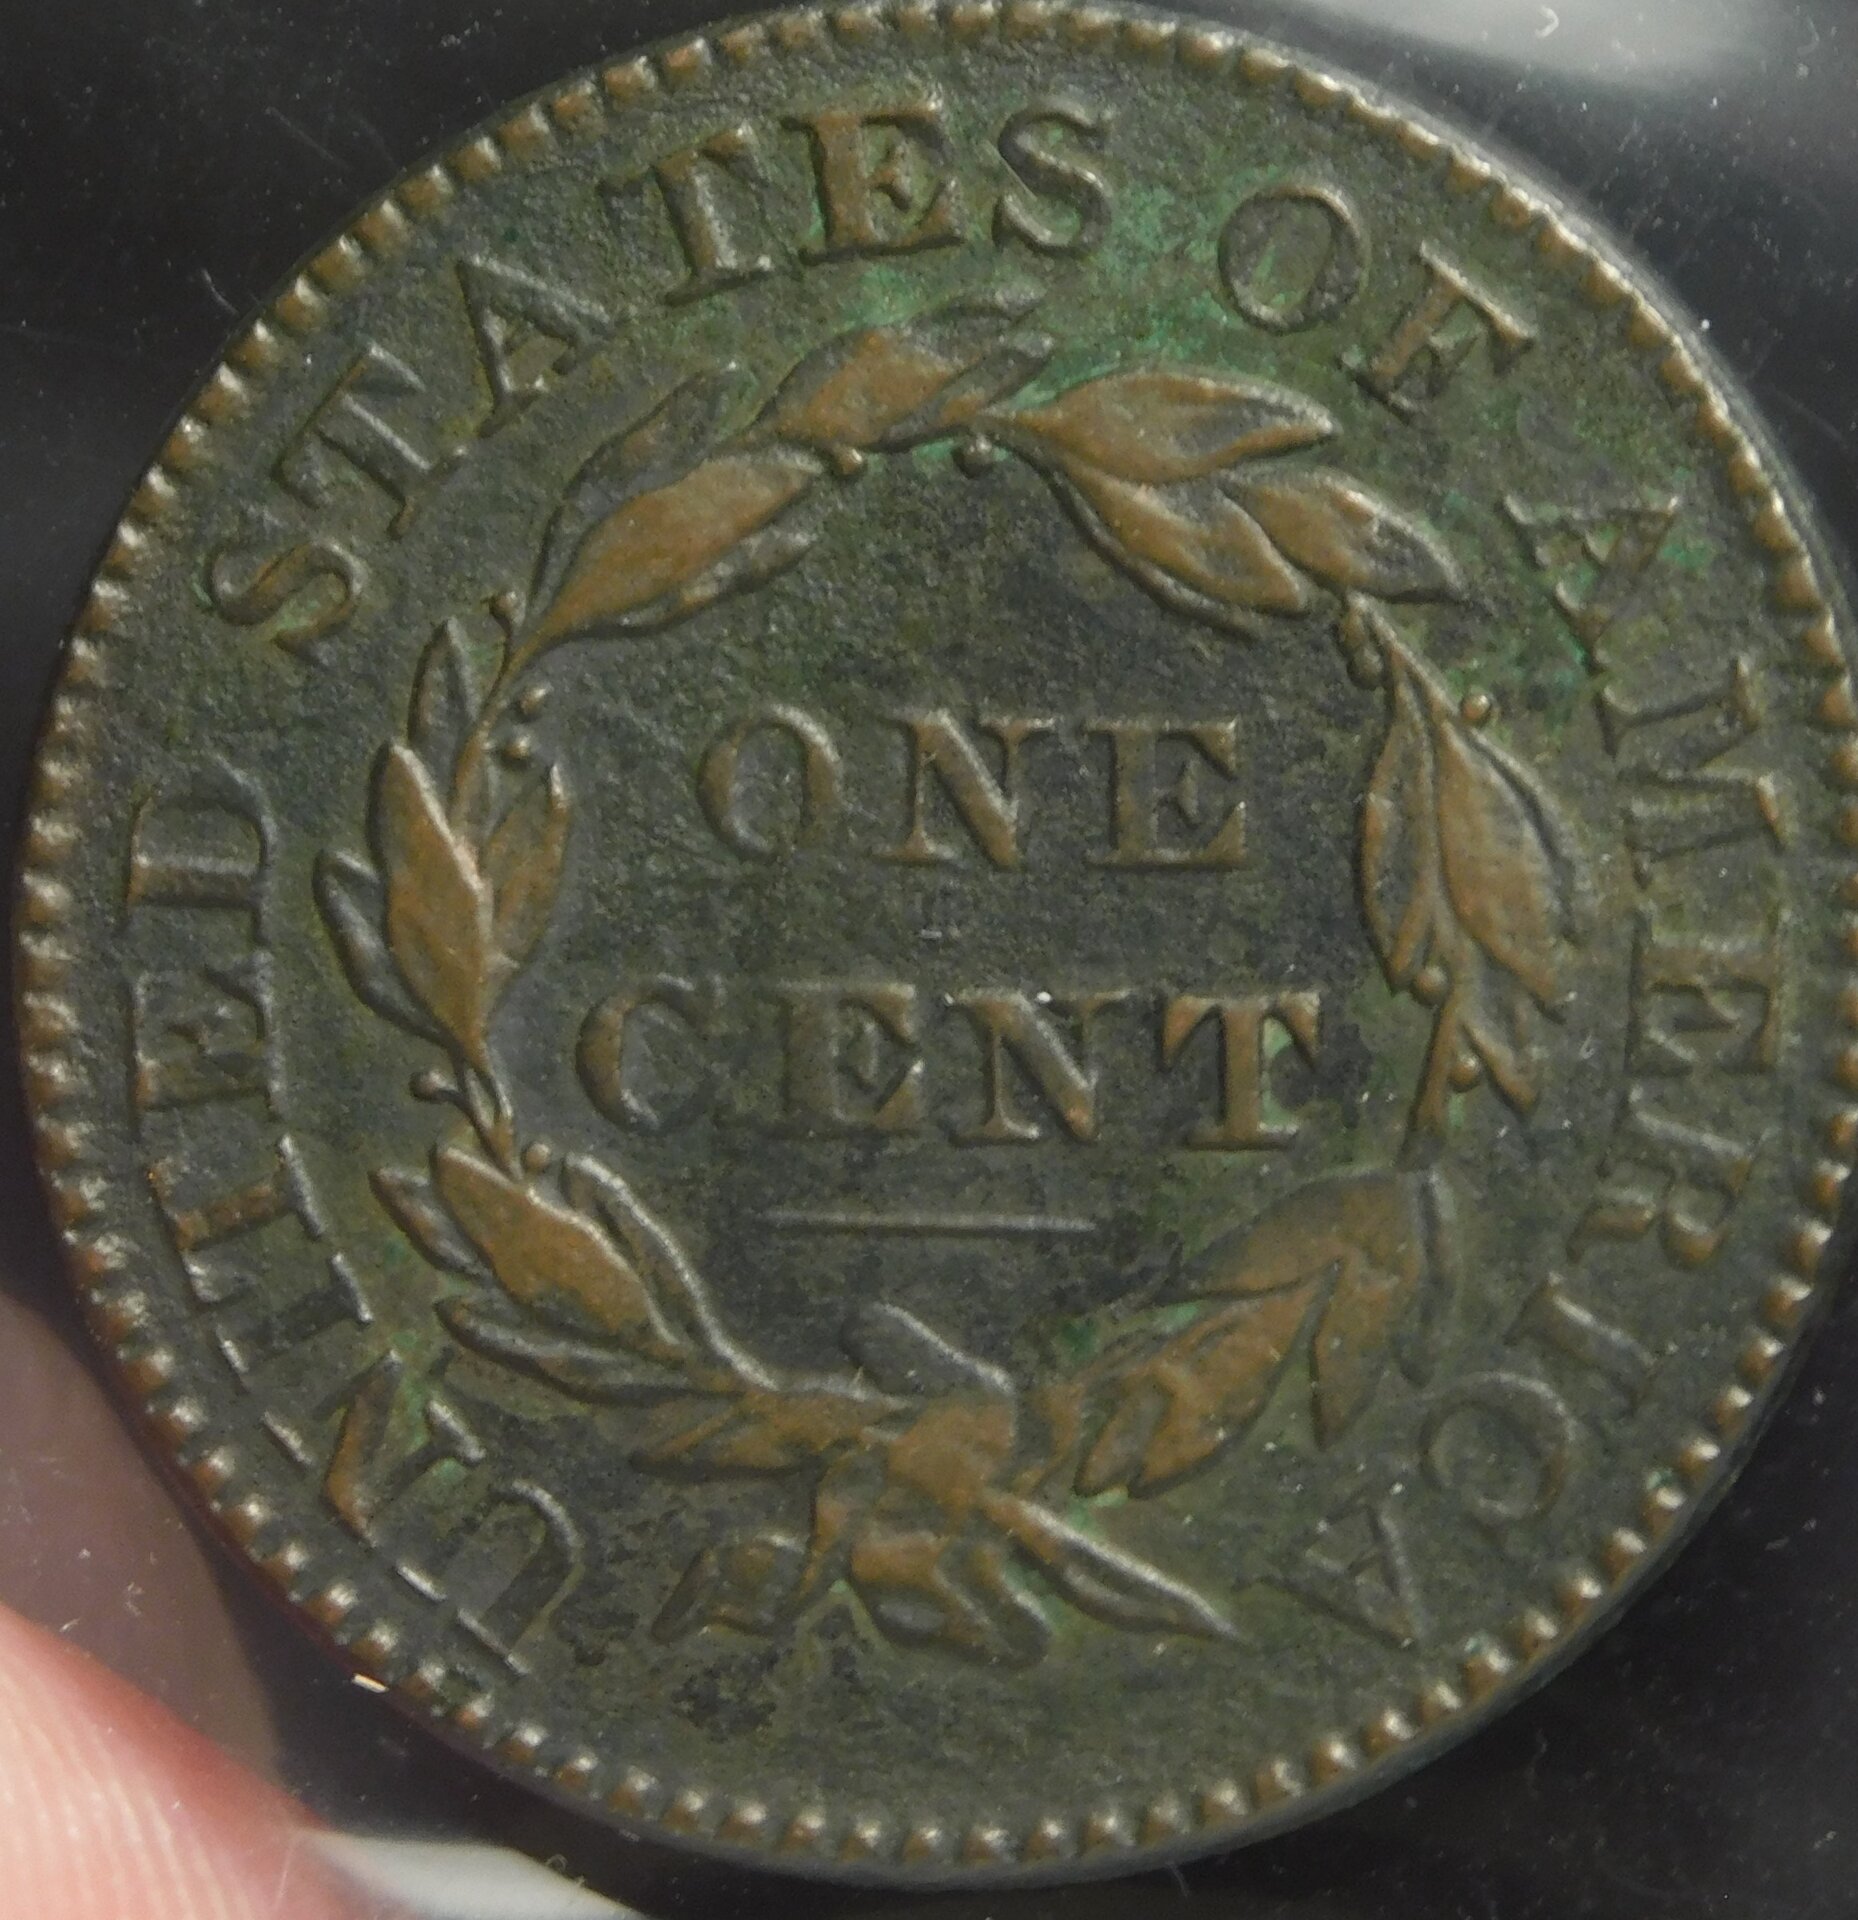 UNITED STATES OF AMERICA
ONE
CENT